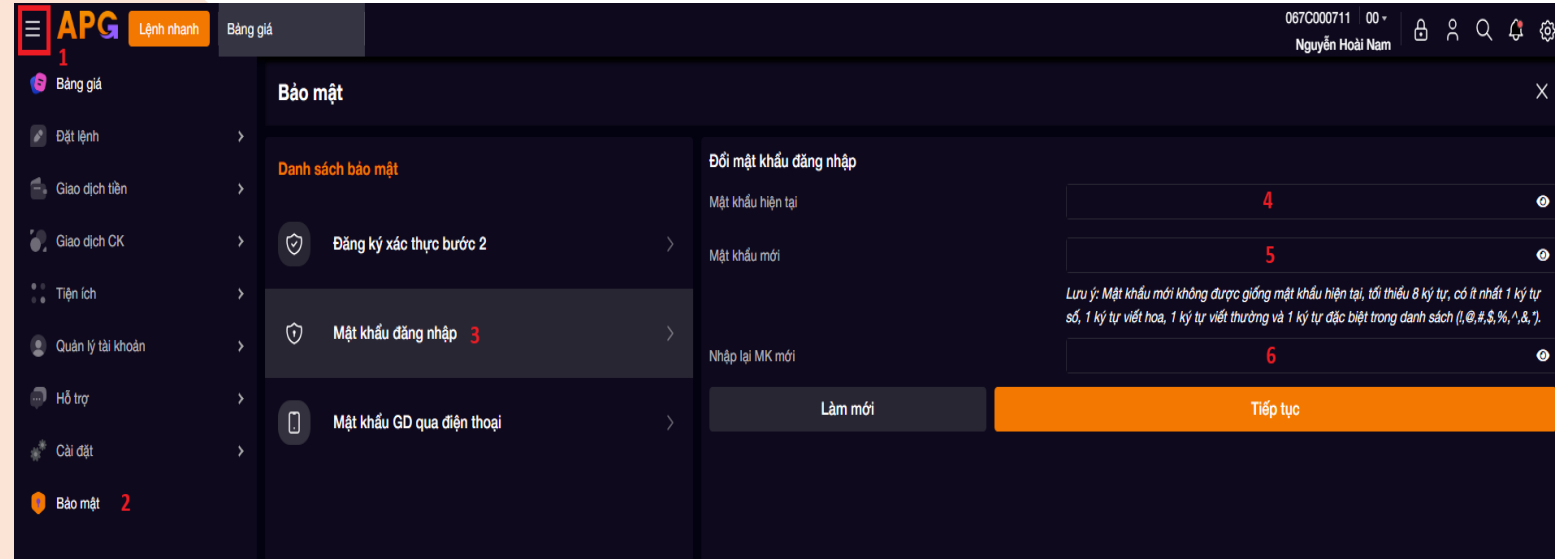 APG
Lệnh nhanh
Bảng giá
067C000711
00
Nguyễn Hoài Nam
1
Bảng giá
Đặt lệnh
Giao dịch tiền
Giao dịch CK
Tiện ích
Quản lý tài khoản
Hỗ trợ
Cài đặt
Bảo mật 2
Bảo mật
Danh sách bảo mật
Đăng ký xác thực bước 2
Mật khẩu đăng nhập 3
Mật khẩu GD qua điện thoại
Đổi mật khẩu đăng nhập
Mật khẩu hiện tại 4
Mật khẩu mới 5
Lưu ý: Mật khẩu mới không được giống mật khẩu hiện tại, tối thiểu 8 ký tự, có ít nhất 1 ký tự
số, 1 ký tự viết hoa, 1 ký tự viết thường và 1 ký tự đặc biệt trong danh sách (!,@,#,$,%,^,&,*).
Nhập lại MK mới 6
Làm mới
Tiếp tục